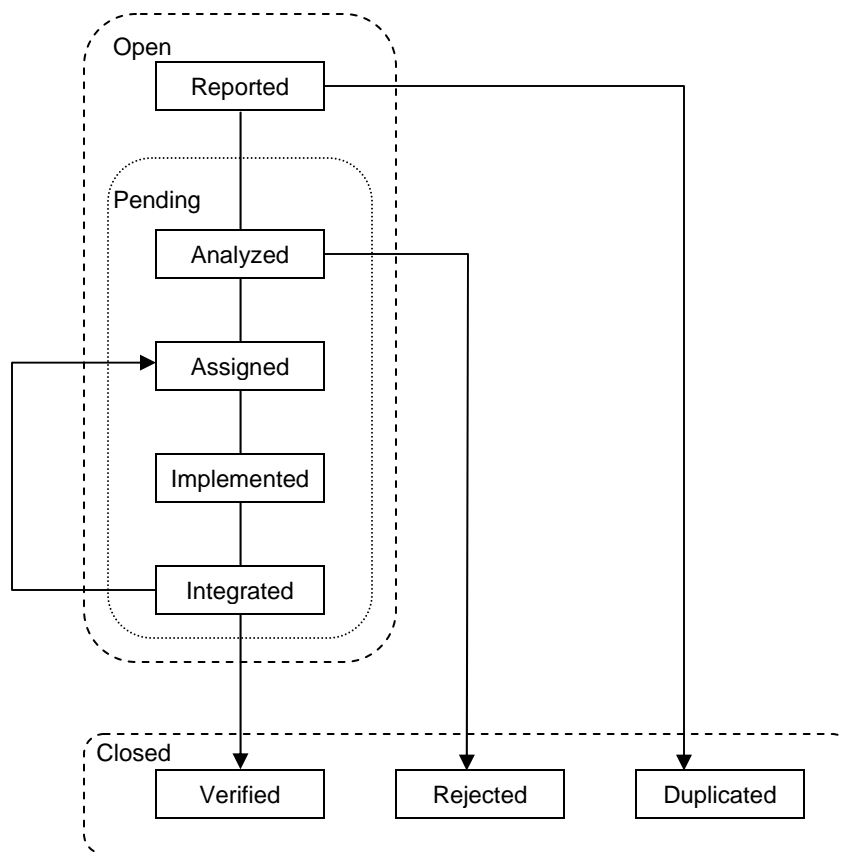 Open
Reported
Pending
Analyzed
Assigned
Implemented
Integrated
Closed
Verified
Rejected
Duplicated